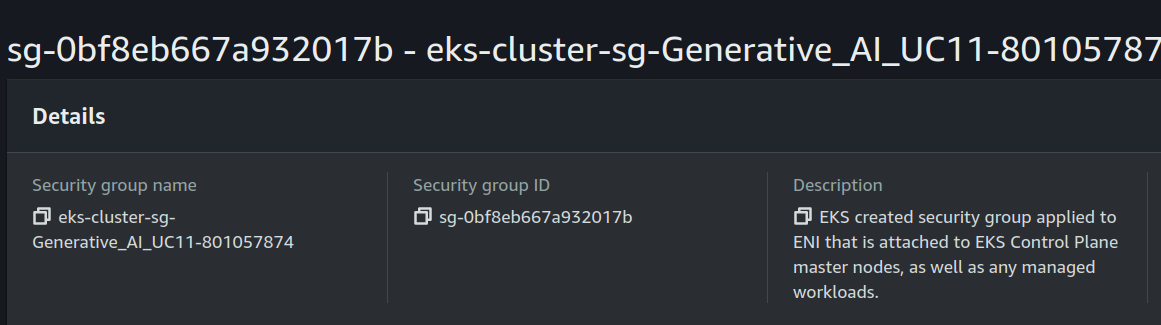 sg-0bf8eb667a932017b - eks-cluster-sg-Generative_AI_UC11-801057874
Details
Security group name
eks-cluster-sg-
Generative_AI_UC11-801057874
Security group ID
sg-0bf8eb667a932017b
Description
EKS created security group applied to
ENI that is attached to EKS Control Plane
master nodes, as well as any managed
workloads.